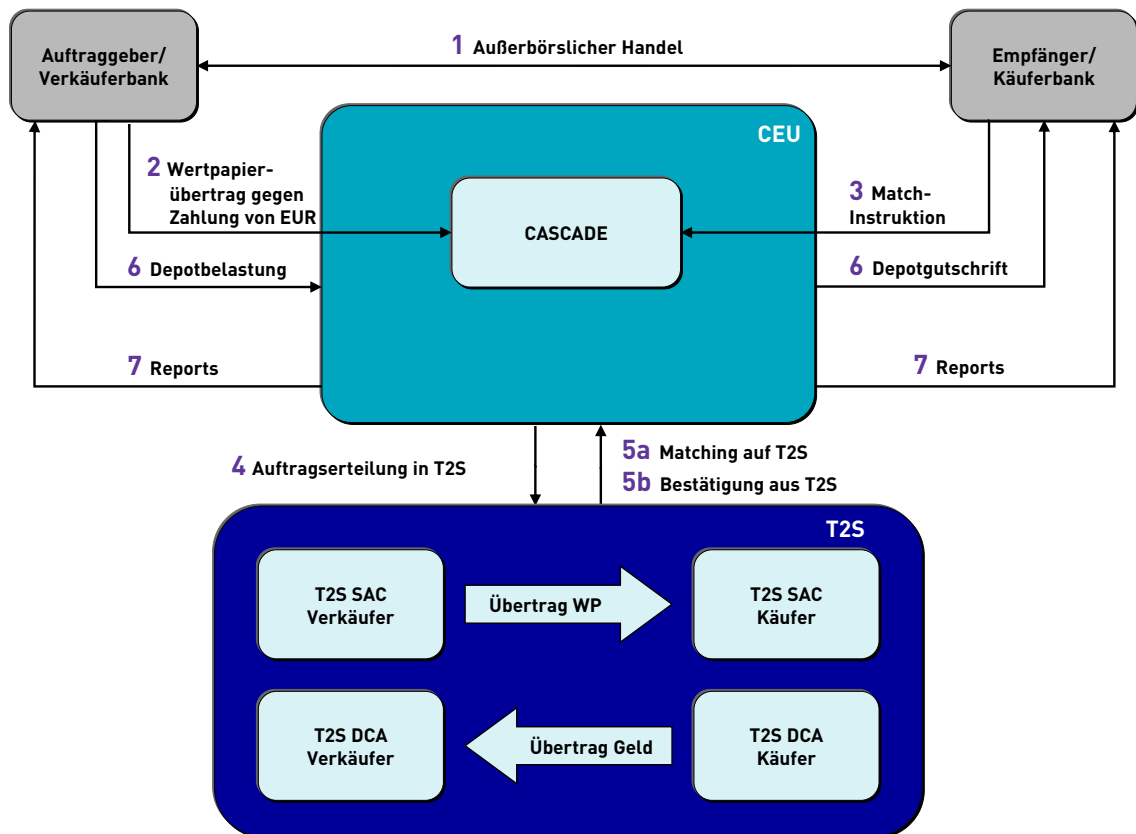 Auftraggeber/
Verkäuferbank
1 Außerbörslicher Handel
Empfänger/
Käuferbank
CEU
2 Wertpapier-
übertrag gegen
Zahlung von EUR
CASCADE
3 Match-
Instruktion
6 Depotbelastung
6 Depotgutschrift
7 Reports
7 Reports
4 Auftragserteilung in T2S
5a Matching auf T2S
5b Bestätigung aus T2S
T2S
T2S SAC
Verkäufer
Übertrag WP
T2S SAC
Käufer
T2S DCA
Verkäufer
Übertrag Geld
T2S DCA
Käufer